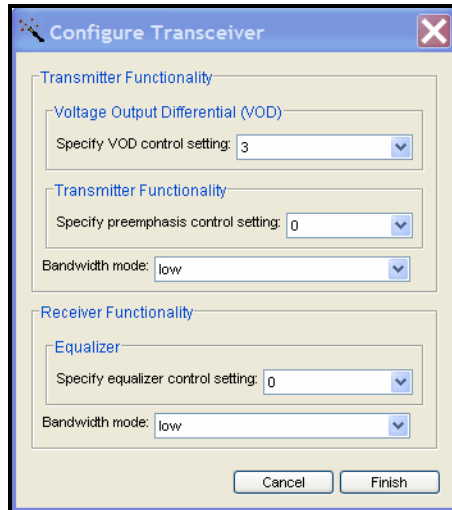 Configure Transceiver
Transmitter Functionality
Voltage Output Differential (VOD)
Specify VOD control setting: 3
Transmitter Functionality
Specify preemphasis control setting: 0
Bandwidth mode: low
Receiver Functionality
Equalizer
Specify equalizer control setting: 0
Bandwidth mode: low
Cancel Finish